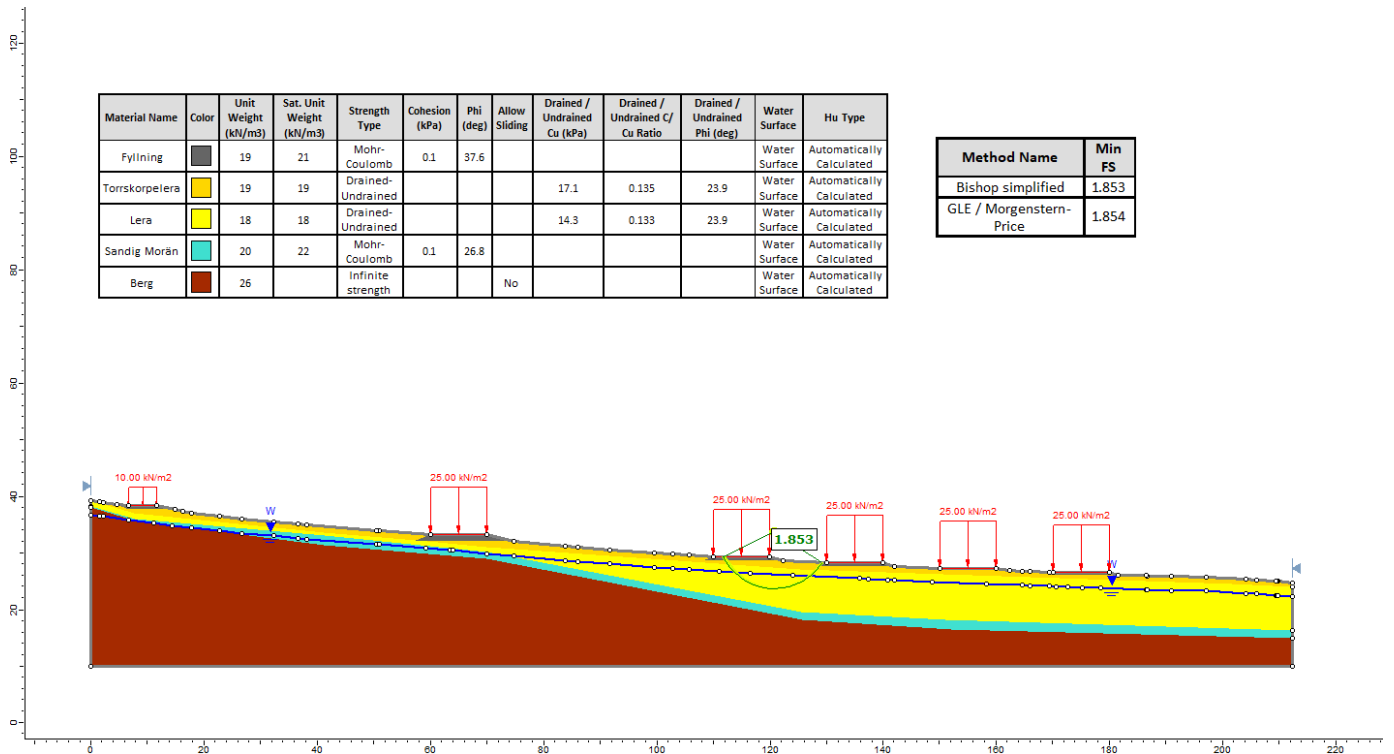 Material Name Color Unit Weight (kN/m3) Sat. Unit Weight (kN/m3) Strength Type Cohesion (kPa) Phi (deg) Allow Sliding Drained / Undrained Cu (kPa) Drained / Undrained C/ Cu Ratio Drained / Undrained Phi (deg) Water Surface Hu Type
Fyllning 19 21 Mohr-Coulomb 0.1 37.6 Water Surface Automatically Calculated
Torrskorpelera 19 19 Drained-Undrained 17.1 0.135 23.9 Water Surface Automatically Calculated
Lera 18 18 Drained-Undrained 14.3 0.133 23.9 Water Surface Automatically Calculated
Sandig Morän 20 22 Mohr-Coulomb 0.1 26.8 Water Surface Automatically Calculated
Berg 26 Infinite strength No Water Surface Automatically Calculated
Method Name Min FS
Bishop simplified 1.853
GLE / Morgenstern-Price 1.854
10.00 kN/m2
25.00 kN/m2
25.00 kN/m2
25.00 kN/m2
25.00 kN/m2
25.00 kN/m2
W
1.853
W
120
100
80
60
40
20
0
0 20 40 60 80 100 120 140 160 180 200 220